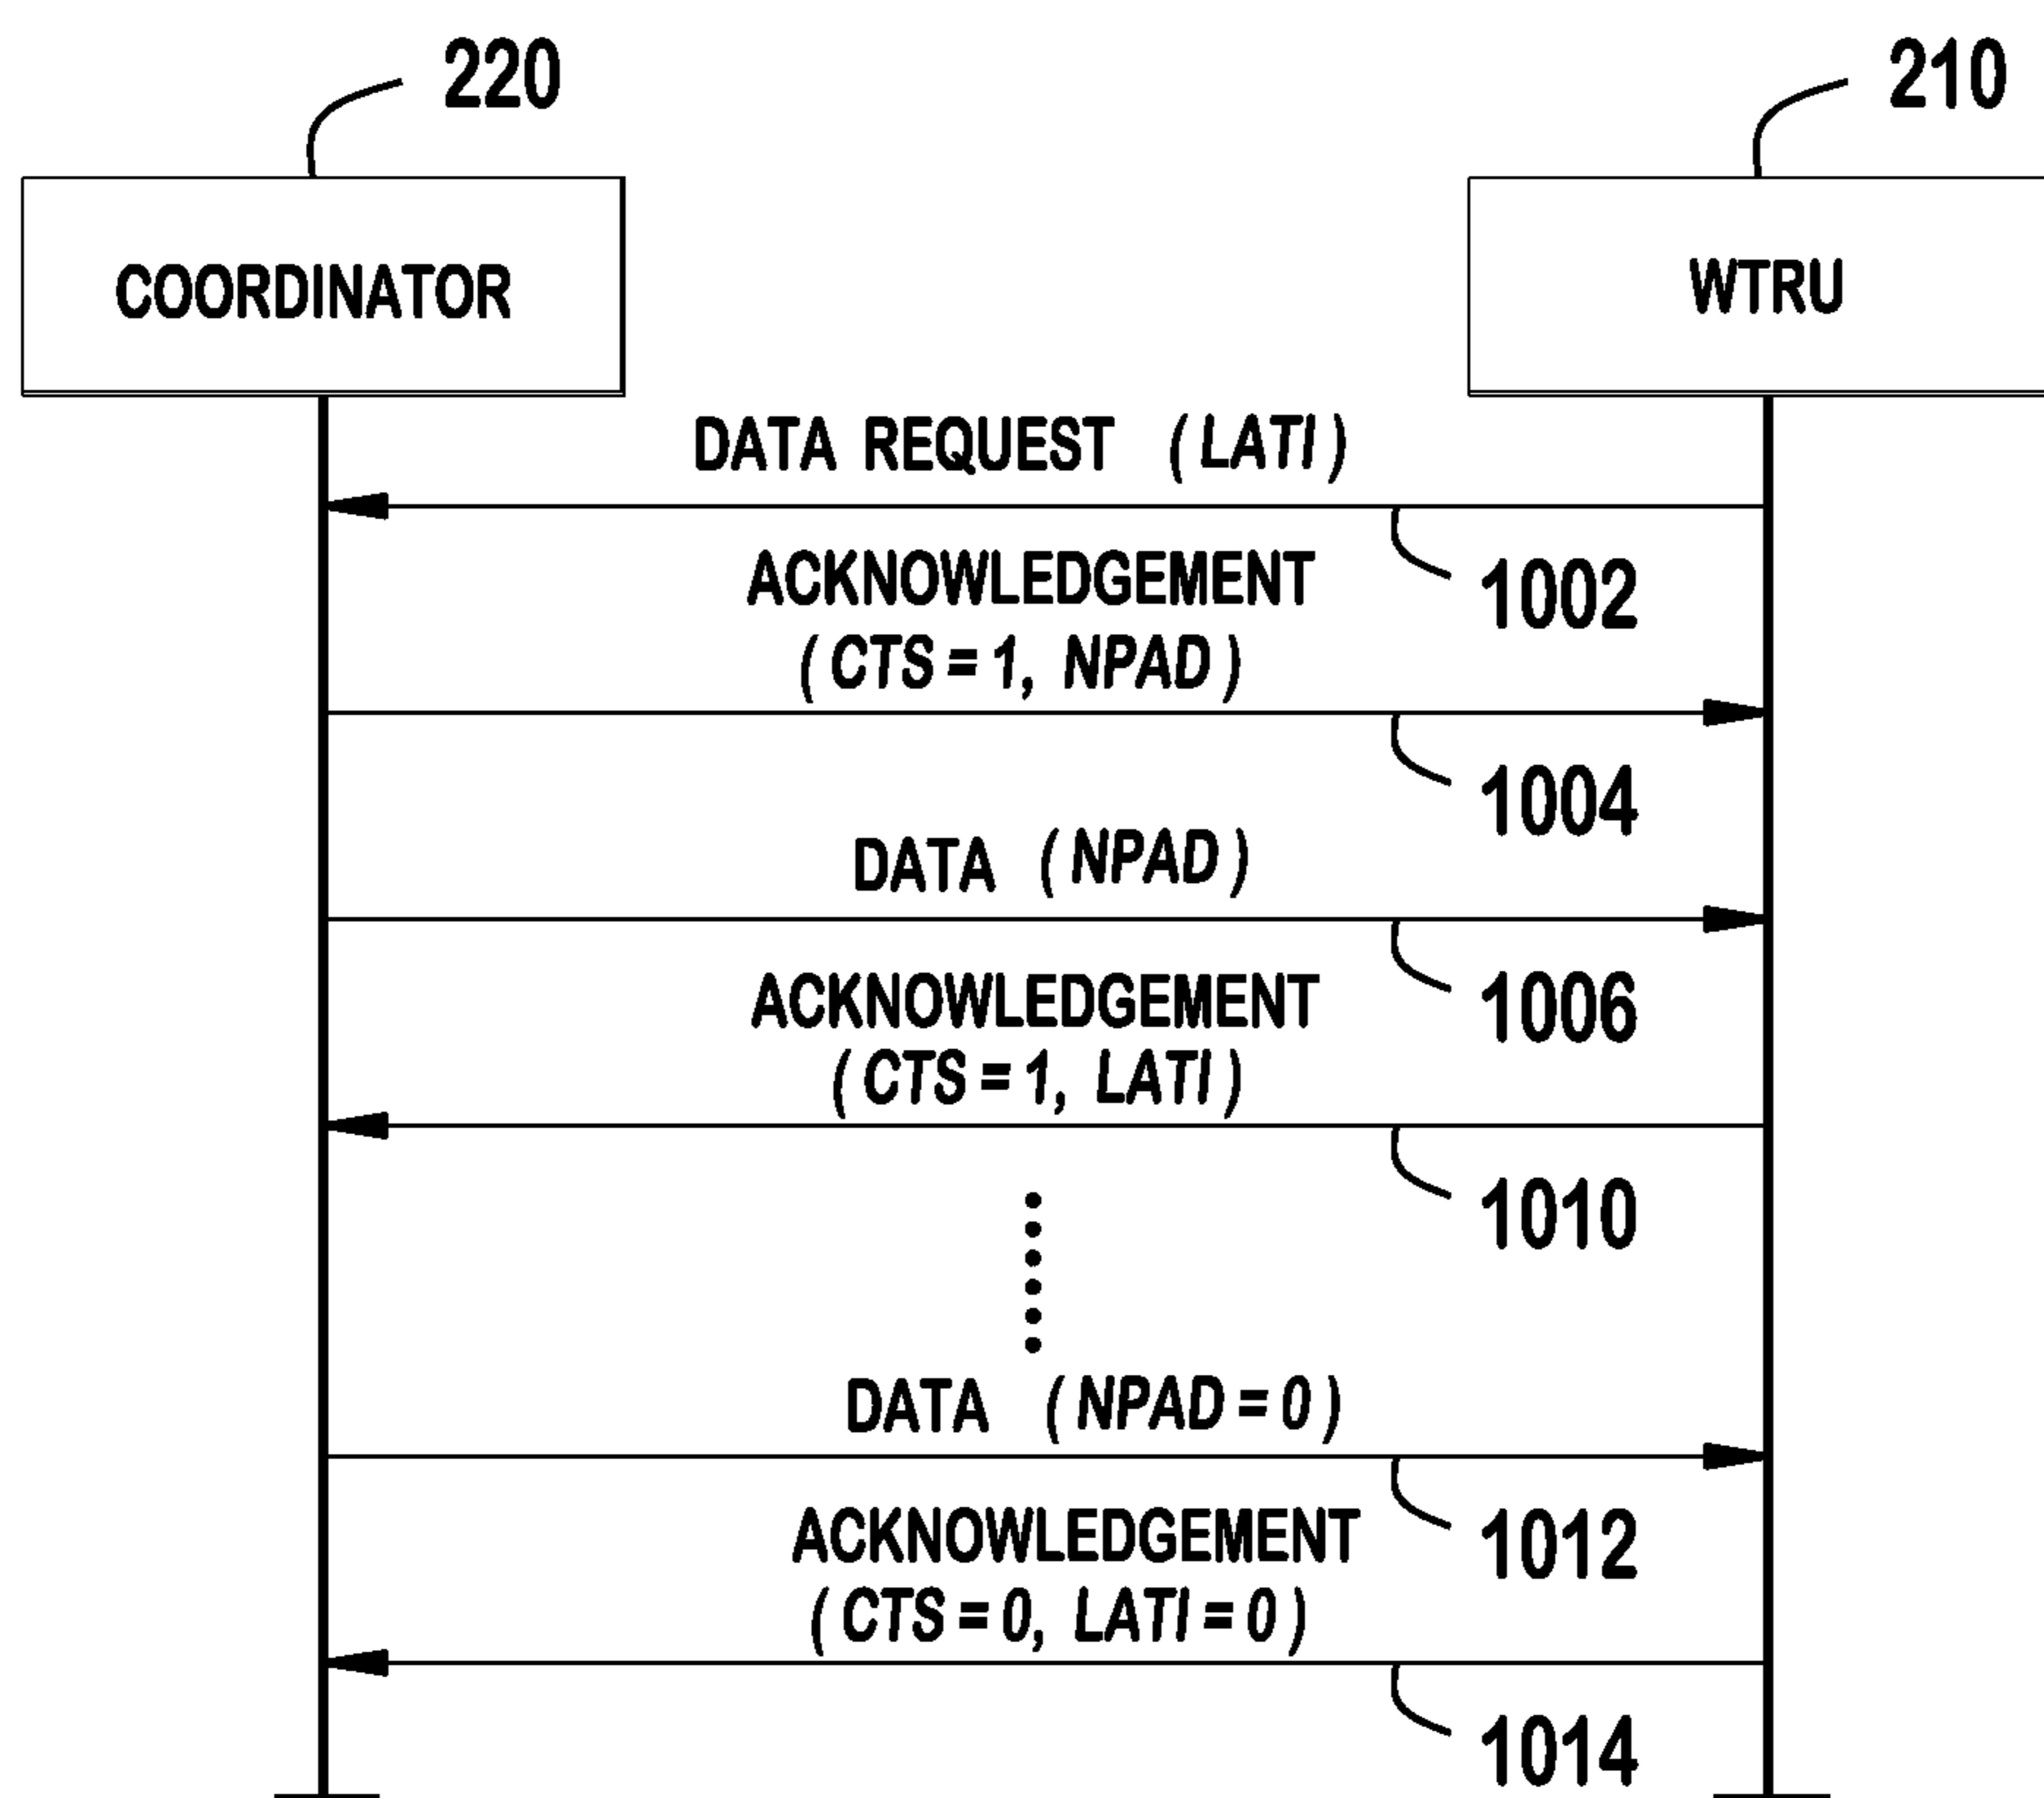 220
210
COORDINATOR
WTRU
DATA REQUEST (LATI)
1002
ACKNOWLEDGEMENT
(CTS = 1, NPAD)
1004
DATA (NPAD)
1006
ACKNOWLEDGEMENT
(CTS = 1, LATI)
1010
DATA (NPAD = 0)
1012
ACKNOWLEDGEMENT
(CTS = 0, LATI = 0)
1014